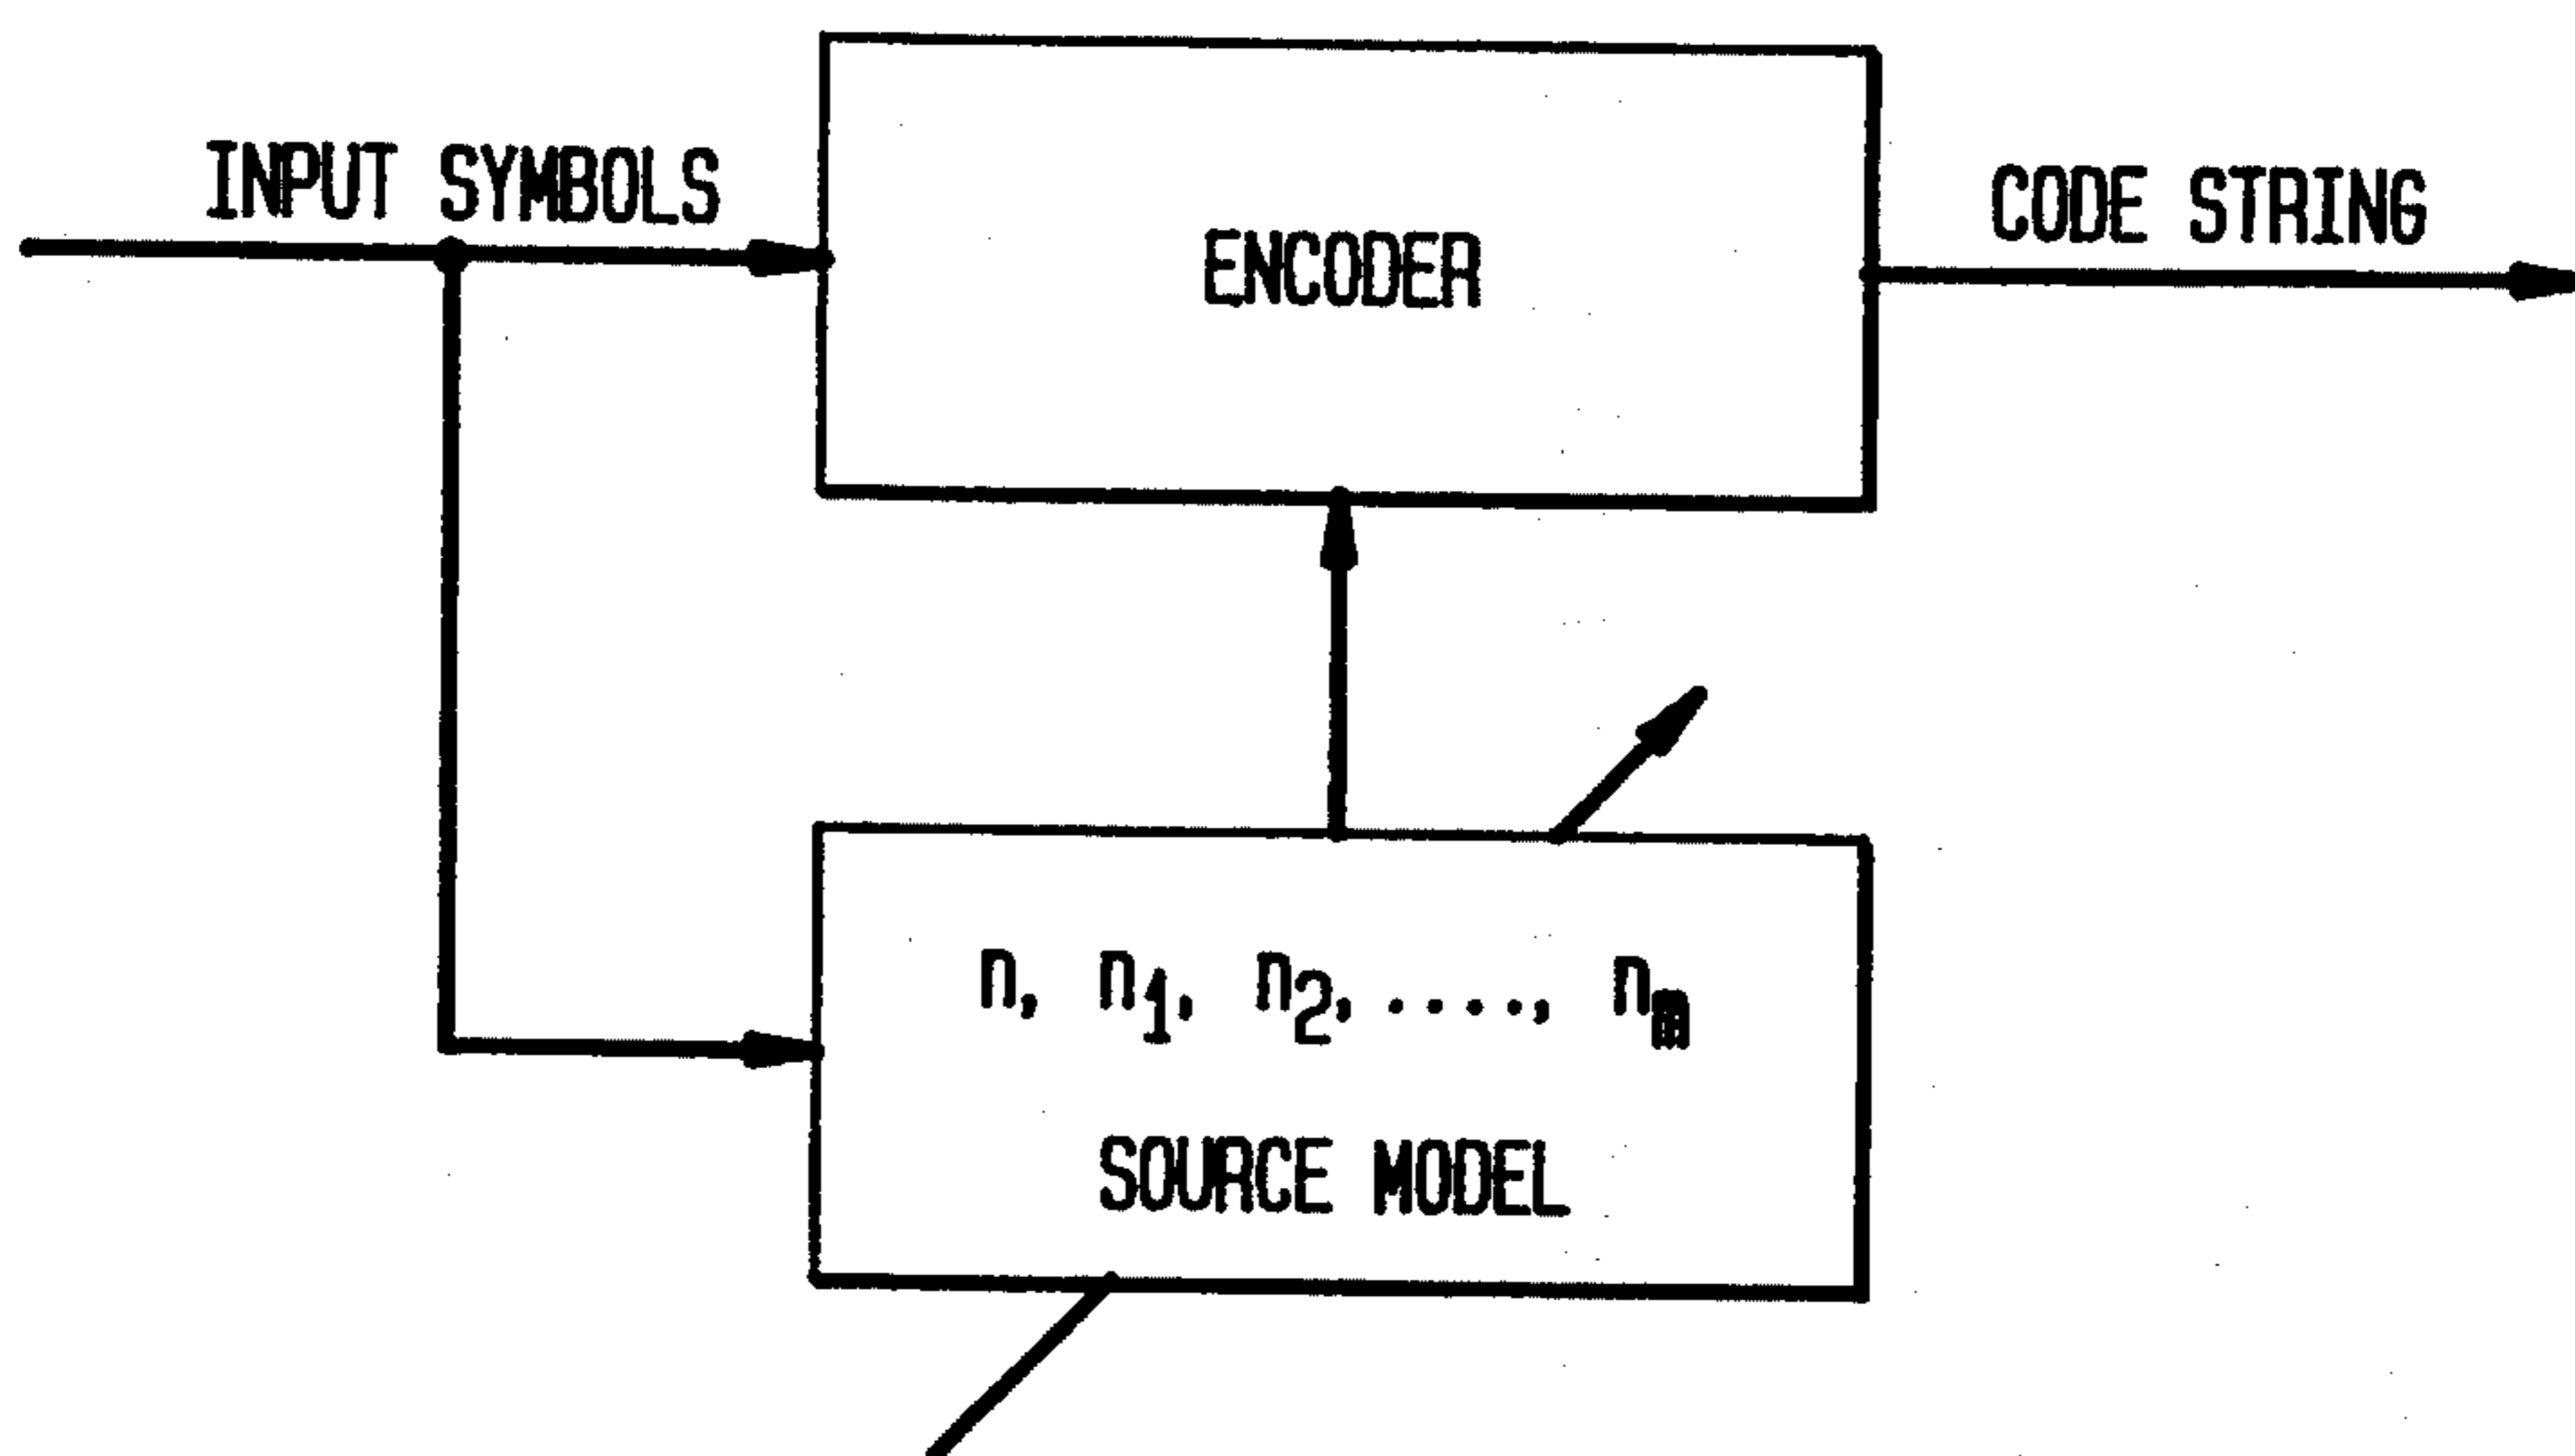 INPUT SYMBOLS
CODE STRING
ENCODER
n, n₁, n₂, ...., nₘ
SOURCE MODEL